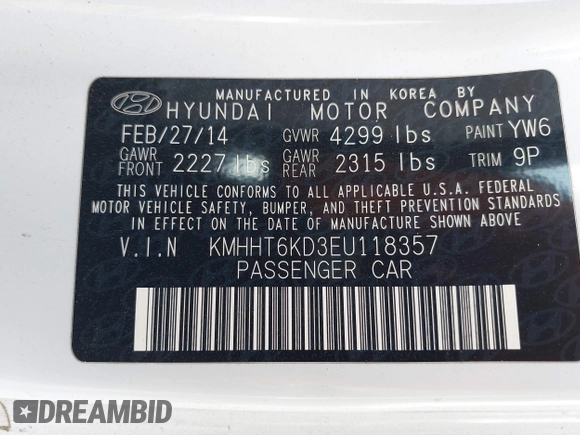 MANUFACTURED IN KOREA BY
HYUNDAI MOTOR COMPANY
FEB/27/14 GVWR 4299 lbs PAINT YW6
GAWR FRONT 2227 lbs GAWR REAR 2315 lbs TRIM 9P
THIS VEHICLE CONFORMS TO ALL APPLICABLE U.S.A. FEDERAL
MOTOR VEHICLE SAFETY, BUMPER, AND THEFT PREVENTION STANDARDS
IN EFFECT ON THE DATE OF MANUFACTURE SHOWN ABOVE
V.I.N KMHHT6KD3EU118357
PASSENGER CAR
DREAMBID